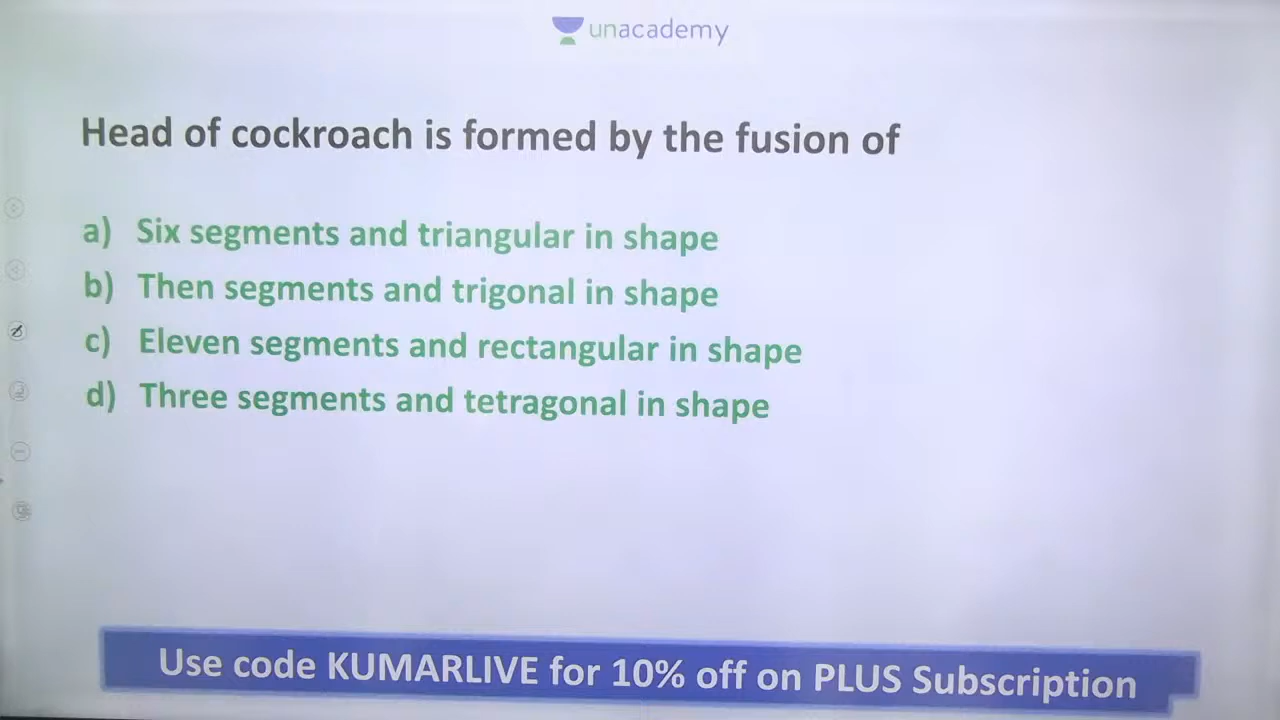 unacademy
Head of cockroach is formed by the fusion of
a) Six segments and triangular in shape
b) Then segments and trigonal in shape
c) Eleven segments and rectangular in shape
d) Three segments and tetragonal in shape
Use code KUMARLIVE for 10% off on PLUS Subscription